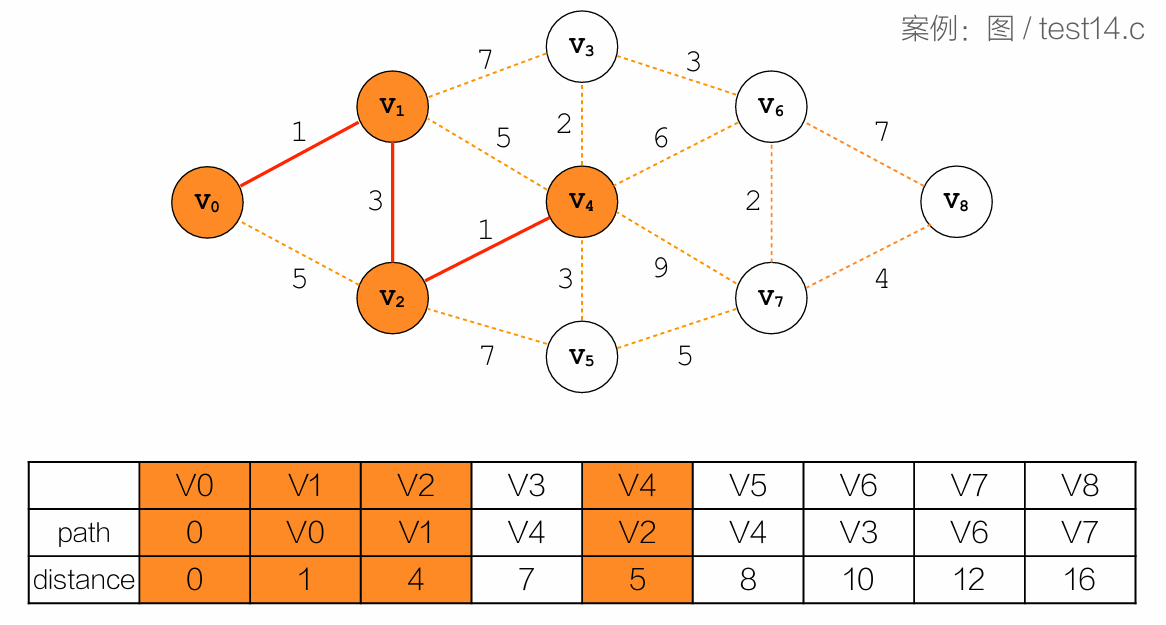 案例：图 / test14.c
V₃
7
3
V₁
V₆
1
5
2
6
7
V₀
3
V₄
2
V₈
1
5
3
9
4
V₂
V₇
7
V₅
5
V0 V1 V2 V3 V4 V5 V6 V7 V8
path 0 V0 V1 V4 V2 V4 V3 V6 V7
distance 0 1 4 7 5 8 10 12 16